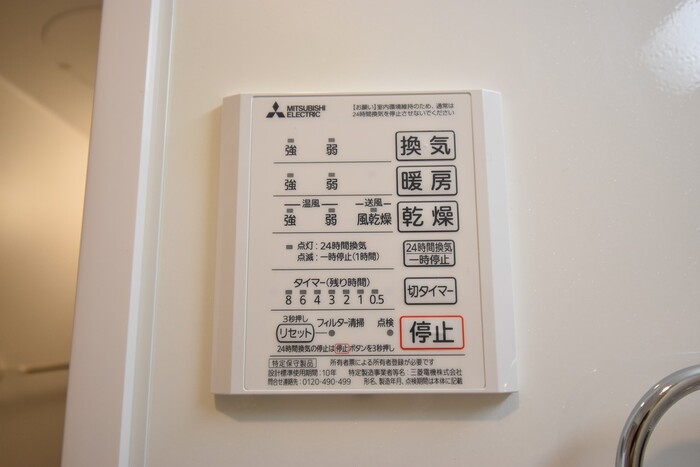 MITSUBISHI
ELECTRIC
【お願い】室内環境維持のため、通常は
24時間換気を停止させないでください
強 弱 換気
強 弱 暖房
温風 送風
強 弱 風乾燥 乾燥
点灯:24時間換気
点滅:一時停止(1時間)
24時間換気
一時停止
タイマー(残り時間)
8 6 4 3 2 1 0.5
切タイマー
3秒押し
リセット フィルター清掃 点検
停止
24時間換気の停止は停止ボタンを3秒押し
特定保守製品 所有者票による所有者登録が必要です
設計標準使用期間:10年 特定製造事業者等名:三菱電機株式会社
問合せ連絡先:0120-490-499 形名、製造年月、点検期間は本体に記載